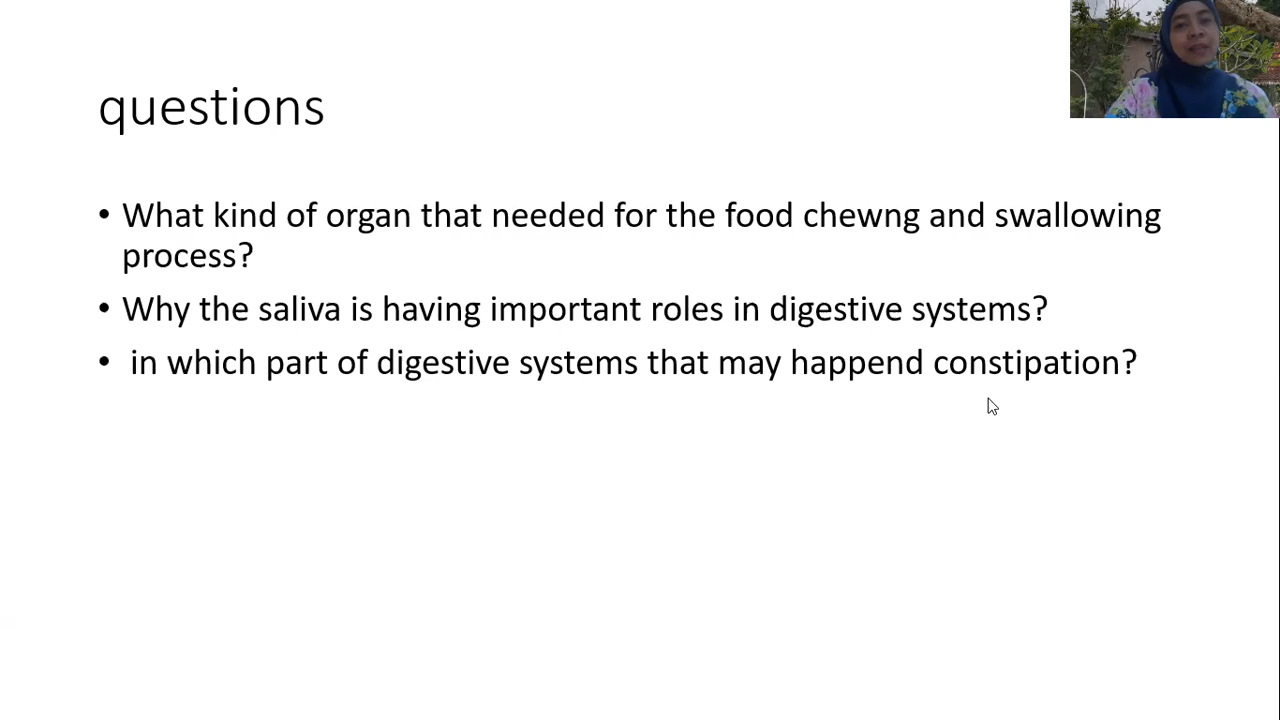 questions
• What kind of organ that needed for the food chewng and swallowing
process?
• Why the saliva is having important roles in digestive systems?
• in which part of digestive systems that may happend constipation?